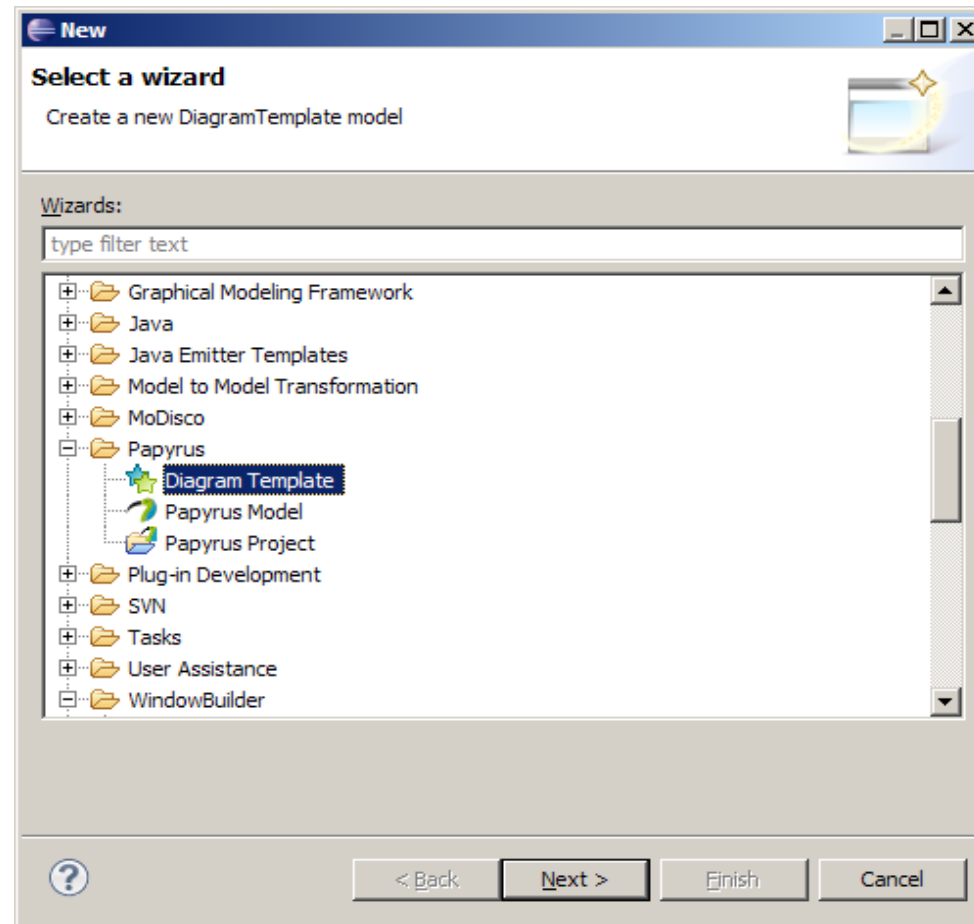 New
Select a wizard
Create a new DiagramTemplate model
Wizards:
type filter text
Graphical Modeling Framework
Java
Java Emitter Templates
Model to Model Transformation
MoDisco
Papyrus
Diagram Template
Papyrus Model
Papyrus Project
Plug-in Development
SVN
Tasks
User Assistance
WindowBuilder
< Back Next > Finish Cancel